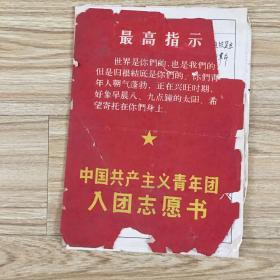 最高指示
世界是你們的，也是我們的，
但是归根結底是你們的。你們青
年人朝气蓬勃，正在兴旺时期，
好象早晨八、九点鐘的太阳。希
望寄托在你們身上。
中国共产主义青年团
入团志愿书